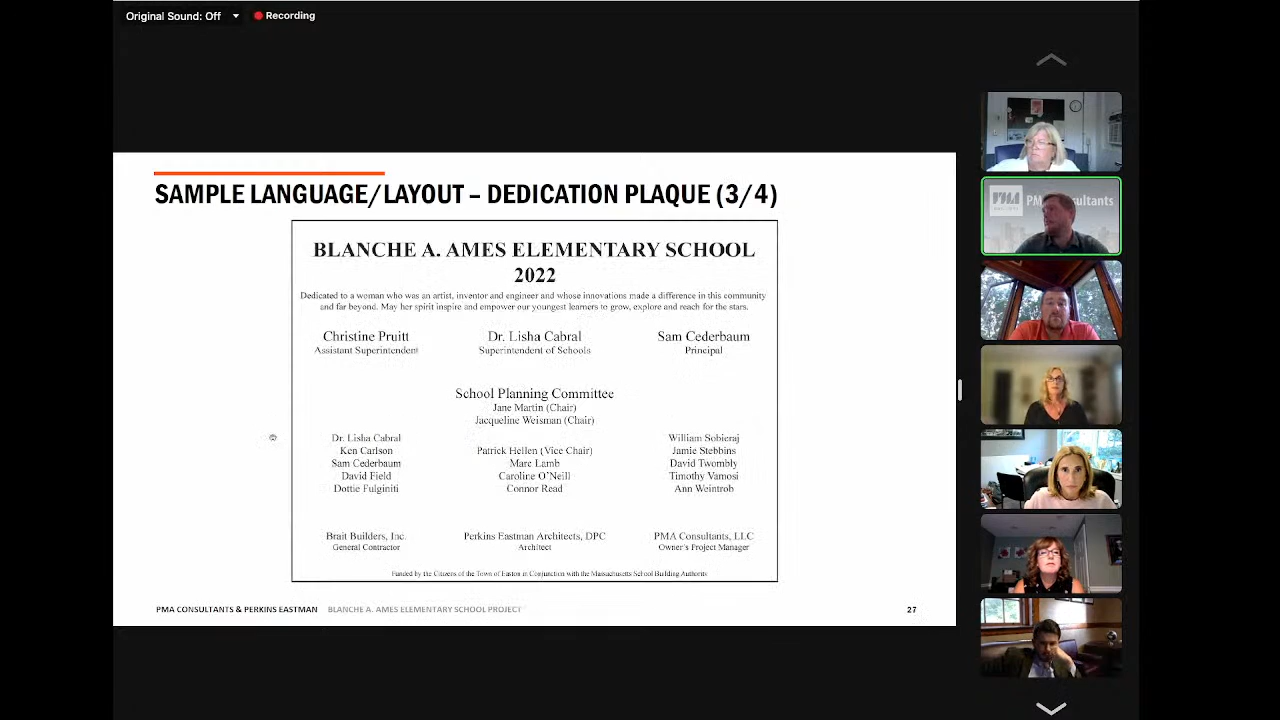 Original Sound: Off
Recording
SAMPLE LANGUAGE/LAYOUT – DEDICATION PLAQUE (3/4)
BLANCHE A. AMES ELEMENTARY SCHOOL
2022
Dedicated to a woman who was an artist, inventor and engineer and whose innovations made a difference in this community
and far beyond. May her spirit inspire and empower our youngest learners to grow, explore and reach for the stars.
Christine Pruitt
Assistant Superintendent
Dr. Lisha Cabral
Superintendent of Schools
Sam Cederbaum
Principal
School Planning Committee
Jane Martin (Chair)
Jacqueline Weisman (Chair)
Dr. Lisha Cabral
Ken Carlson
Sam Cederbaum
David Field
Dottie Fulginiti
Patrick Hellen (Vice Chair)
Marc Lamb
Caroline O'Neill
Connor Read
William Sobieraj
Jamie Stebbins
David Twombly
Timothy Vamosi
Ann Weintrob
Brait Builders, Inc.
General Contractor
Perkins Eastman Architects, DPC
Architect
PMA Consultants, LLC
Owner's Project Manager
Funded by the Citizens of the Town of Easton in Conjunction with the Massachusetts School Building Authority
PMA CONSULTANTS & PERKINS EASTMAN BLANCHE A. AMES ELEMENTARY SCHOOL PROJECT
27